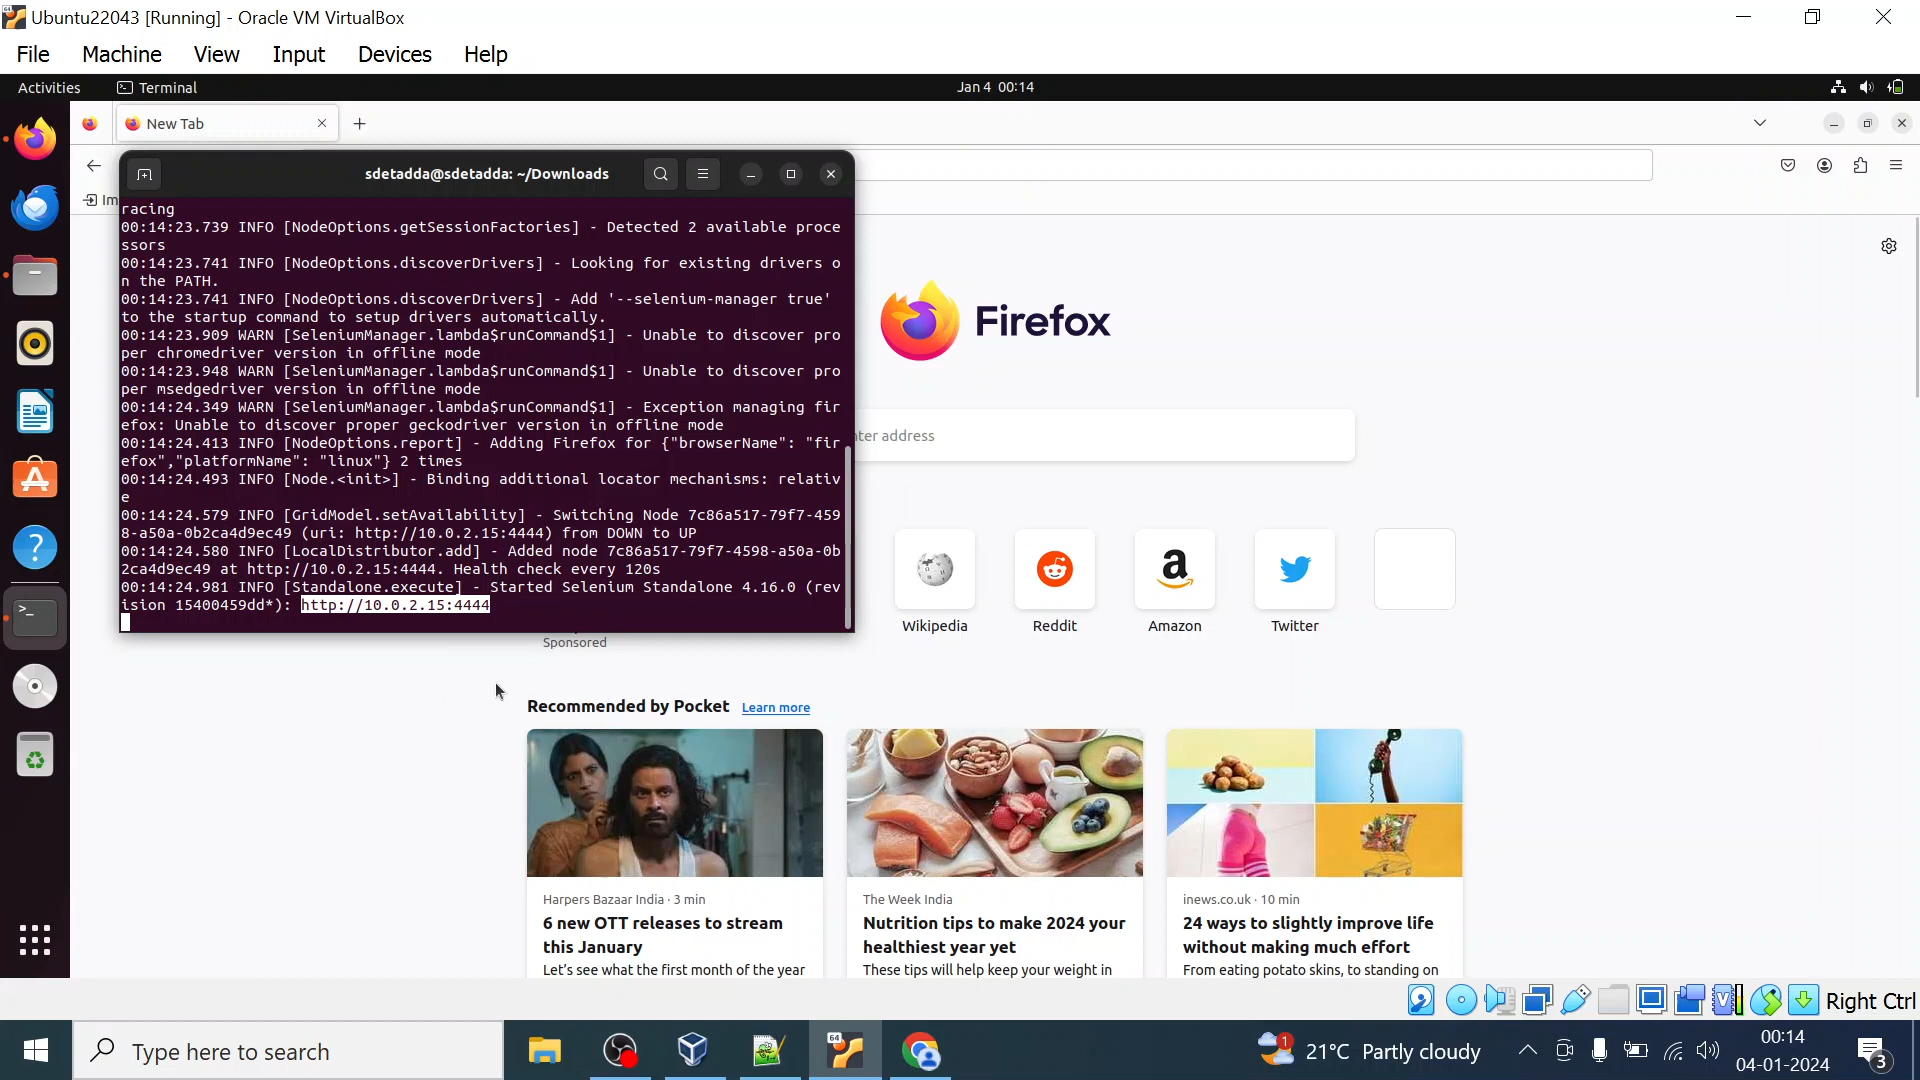 Ubuntu22043 [Running] - Oracle VM VirtualBox
File Machine View Input Devices Help
Activities Terminal Jan 4 00:14
New Tab
Im
sdetadda@sdetadda: ~/Downloads
racing
00:14:23.739 INFO [NodeOptions.getSessionFactories] - Detected 2 available proce
ssors
00:14:23.741 INFO [NodeOptions.discoverDrivers] - Looking for existing drivers o
n the PATH.
00:14:23.741 INFO [NodeOptions.discoverDrivers] - Add '--selenium-manager true'
to the startup command to setup drivers automatically.
00:14:23.909 WARN [SeleniumManager.lambda$runCommand$1] - Unable to discover pro
per chromedriver version in offline mode
00:14:23.948 WARN [SeleniumManager.lambda$runCommand$1] - Unable to discover pro
per msedgedriver version in offline mode
00:14:24.349 WARN [SeleniumManager.lambda$runCommand$1] - Exception managing fir
efox: Unable to discover proper geckodriver version in offline mode
00:14:24.413 INFO [NodeOptions.report] - Adding Firefox for {"browserName": "fir
efox","platformName": "linux"} 2 times
00:14:24.493 INFO [Node.<init>] - Binding additional locator mechanisms: relativ
e
00:14:24.579 INFO [GridModel.setAvailability] - Switching Node 7c86a517-79f7-459
8-a50a-0b2ca4d9ec49 (uri: http://10.0.2.15:4444) from DOWN to UP
00:14:24.580 INFO [LocalDistributor.add] - Added node 7c86a517-79f7-4598-a50a-0b
2ca4d9ec49 at http://10.0.2.15:4444. Health check every 120s
00:14:24.981 INFO [Standalone.execute] - Started Selenium Standalone 4.16.0 (rev
ision 15400459dd*): http://10.0.2.15:4444
Firefox
nter address
Wikipedia Reddit Amazon Twitter
Sponsored
Recommended by Pocket Learn more
Harpers Bazaar India · 3 min
6 new OTT releases to stream
this January
Let's see what the first month of the year
The Week India
Nutrition tips to make 2024 your
healthiest year yet
These tips will help keep your weight in
inews.co.uk · 10 min
24 ways to slightly improve life
without making much effort
From eating potato skins, to standing on
Right Ctrl
Type here to search
64
1
21°C Partly cloudy
00:14
04-01-2024
3